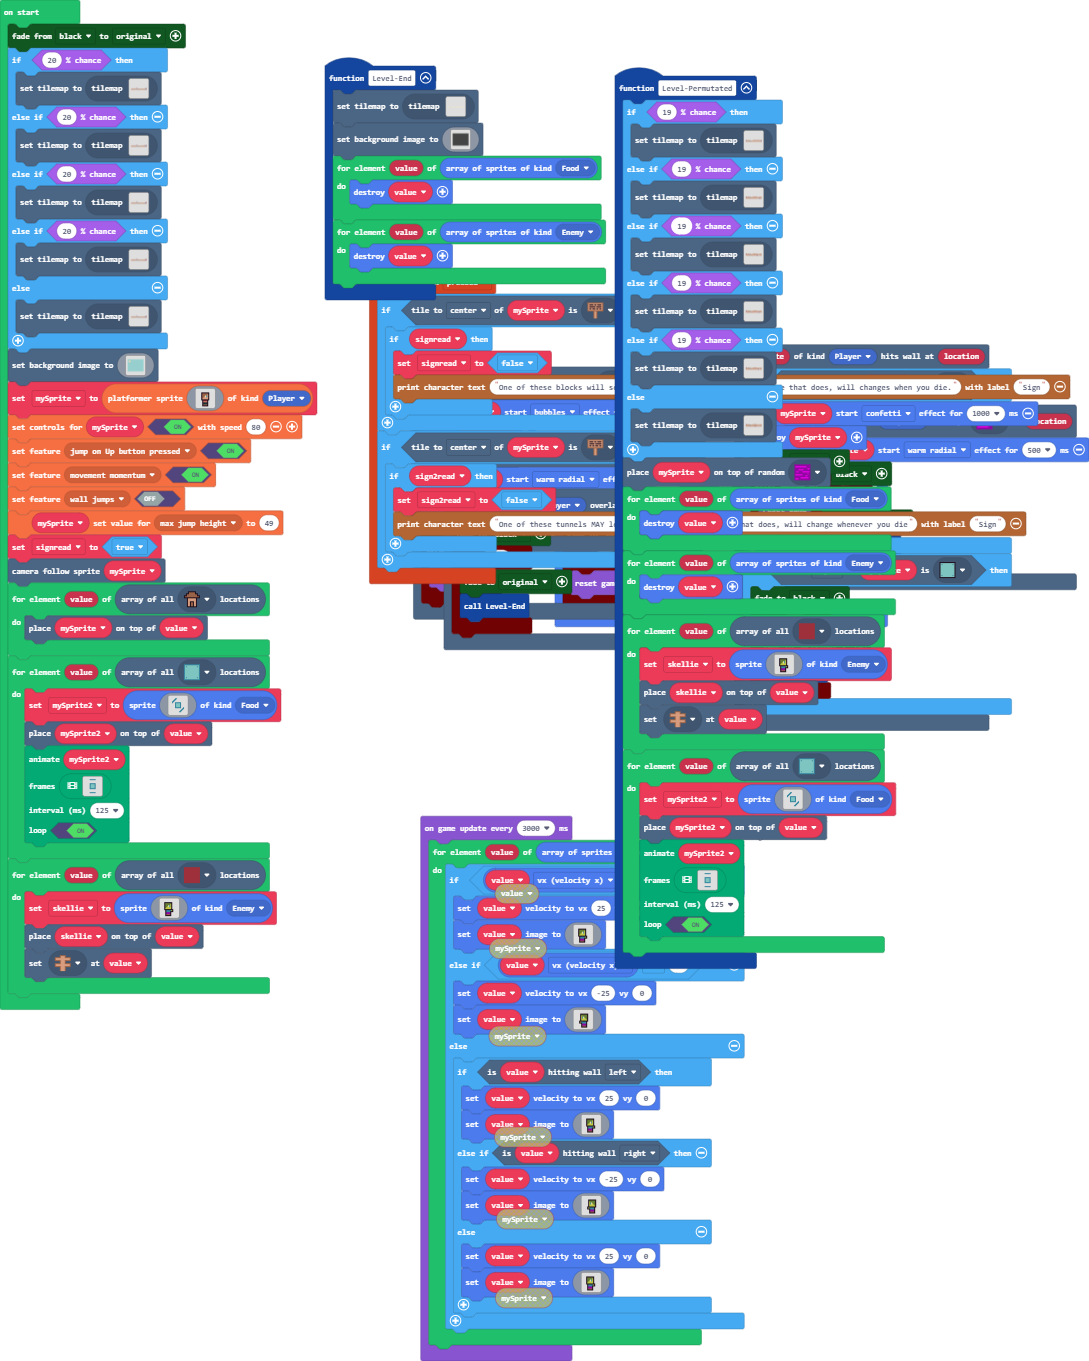 on start
fade from black to original
if 20 % chance then
set tilemap to tilemap
else if 20 % chance then
set tilemap to tilemap
else if 20 % chance then
set tilemap to tilemap
else if 20 % chance then
set tilemap to tilemap
else
set tilemap to tilemap
set background image to
set mySprite to platformer sprite of kind Player
set controls for mySprite ON with speed 80
set feature jump on Up button pressed ON
set feature movement momentum ON
set feature wall jumps OFF
mySprite set value for max jump height to 49
set signread to true
camera follow sprite mySprite
for element value of array of all locations
do
place mySprite on top of value
for element value of array of all locations
do
set mySprite2 to sprite of kind Food
place mySprite2 on top of value
animate mySprite2
frames
interval (ms) 125
loop ON
for element value of array of all locations
do
set skellie to sprite of kind Enemy
place skellie on top of value
set at value
function Level-End
set tilemap to tilemap
set background image to
for element value of array of sprites of kind Food
do
destroy value
for element value of array of sprites of kind Enemy
do
destroy value
if tile to center of mySprite is
if signread then
set signread to false
print character text "One of these blocks will
start bubbles effect
if tile to center of mySprite is
if sign2read then
start warm radial
set sign2read to false
print character text "One of these tunnels MAY
original
reset
call Level-End
function Level-Permutated
if 19 % chance then
set tilemap to tilemap
else if 19 % chance then
set tilemap to tilemap
else if 19 % chance then
set tilemap to tilemap
else if 19 % chance then
set tilemap to tilemap
else if 19 % chance then
set tilemap to tilemap
else
set tilemap to tilemap
place mySprite on top of random
for element value of array of sprites of kind Food
do
destroy value
for element value of array of sprites of kind Enemy
do
destroy value
for element value of array of all locations
do
set skellie to sprite of kind Enemy
place skellie on top of value
set at value
for element value of array of all locations
do
set mySprite2 to sprite of kind Food
place mySprite2 on top of value
animate mySprite2
frames
interval (ms) 125
loop ON
of kind Player hits wall at location
that does, will changes when you die." with label "Sign"
mySprite start confetti effect for 1000 ms
mySprite
start warm radial effect for 500 ms
black
that does, will change whenever you die" with label "Sign"
is then
fade to black
on game update every 3000 ms
for element value of array of sprites
do
if value vx (velocity x)
value
set value velocity to vx 25
set value image to
mySprite
else if value vx (velocity x
set value velocity to vx -25 vy 0
set value image to
mySprite
else
if is value hitting wall left then
set value velocity to vx 25 vy 0
set value image to
mySprite
else if is value hitting wall right then
set value velocity to vx -25 vy 0
set value image to
mySprite
else
set value velocity to vx 25 vy 0
set value image to
mySprite